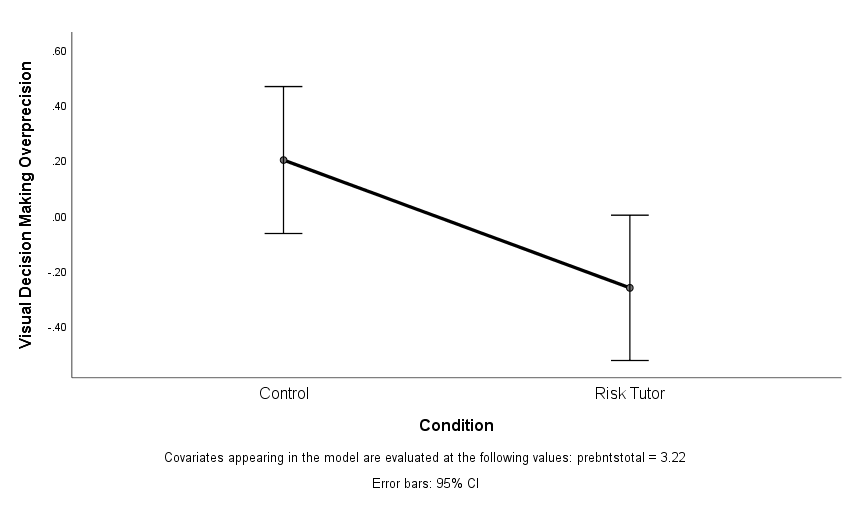 Visual Decision Making Overprecision
.60
.40
.20
.00
-.20
-.40
Control
Risk Tutor
Condition
Covariates appearing in the model are evaluated at the following values: prebntstotal = 3.22
Error bars: 95% CI